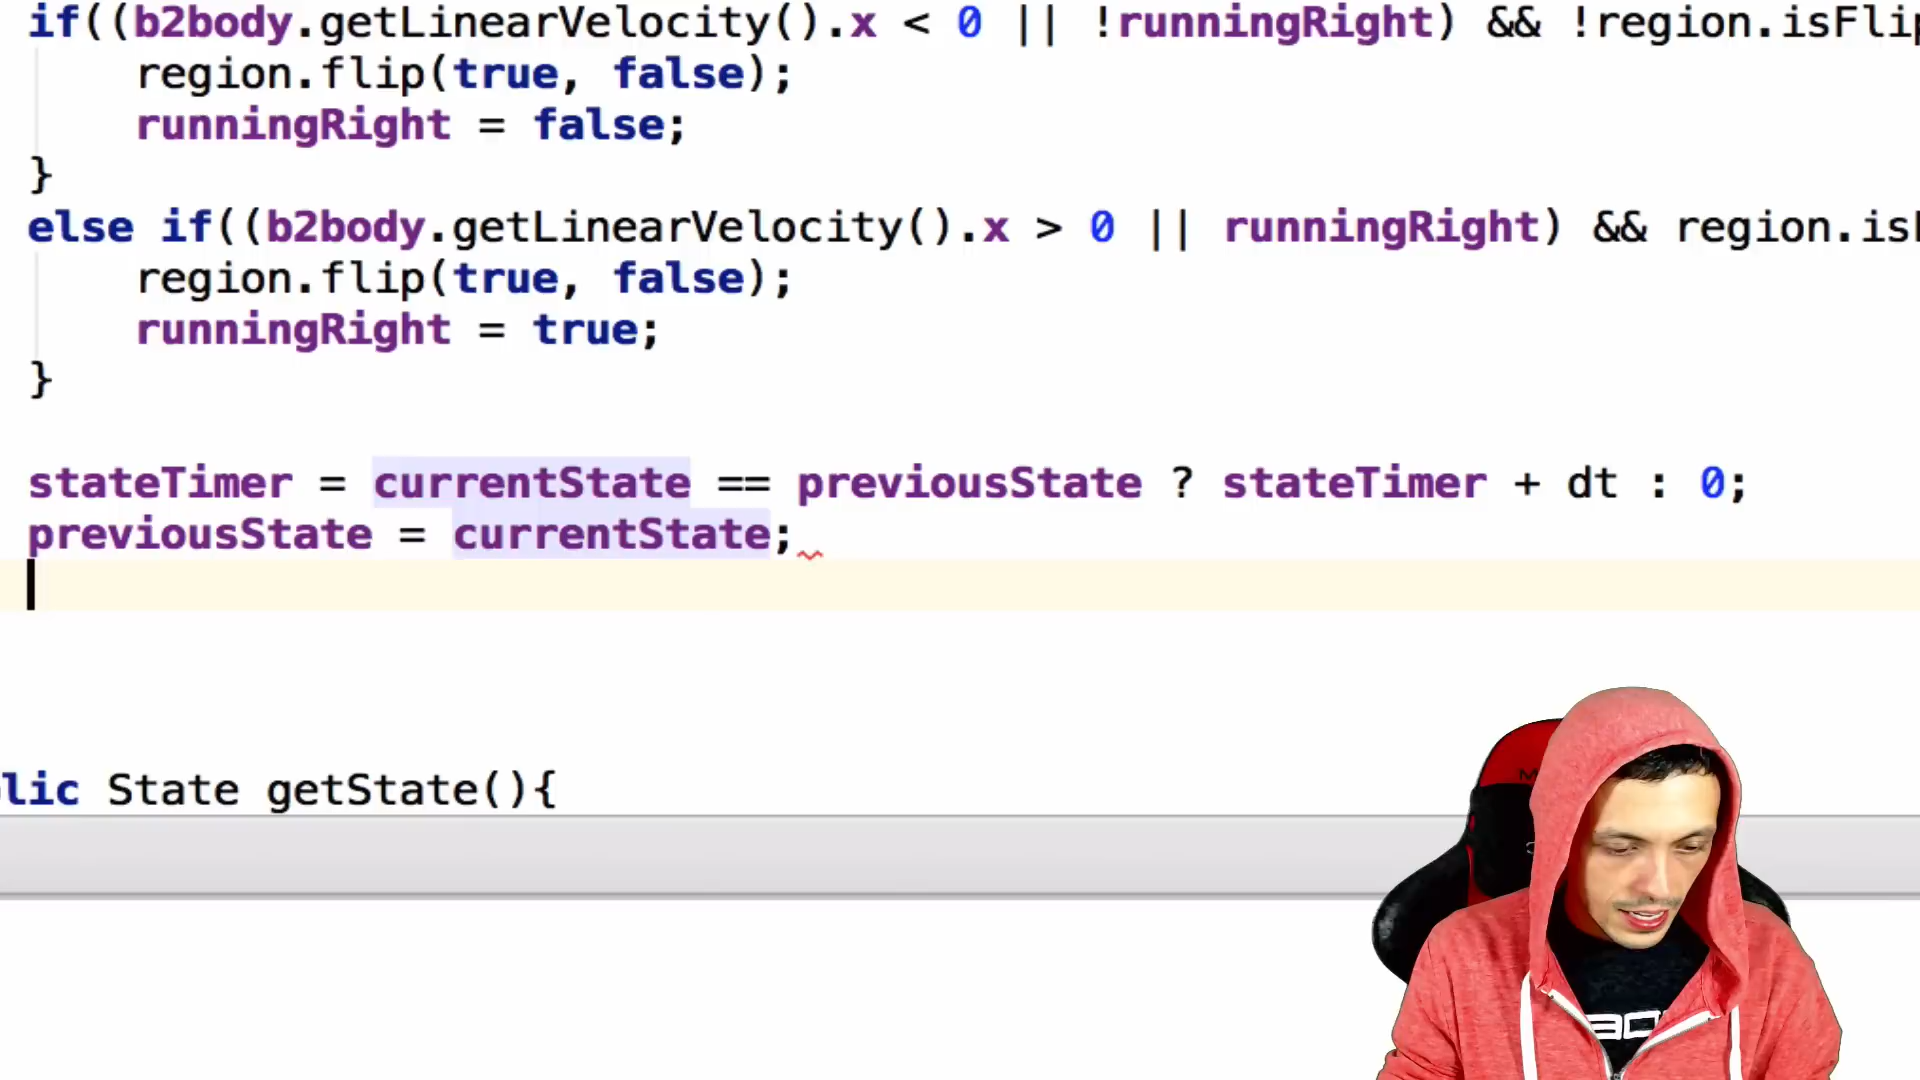 if((b2body.getLinearVelocity().x < 0 || !runningRight) && !region.isFlip
region.flip(true, false);
runningRight = false;
}
else if((b2body.getLinearVelocity().x > 0 || runningRight) && region.is
region.flip(true, false);
runningRight = true;
}
stateTimer = currentState == previousState ? stateTimer + dt : 0;
previousState = currentState;
lic State getState(){